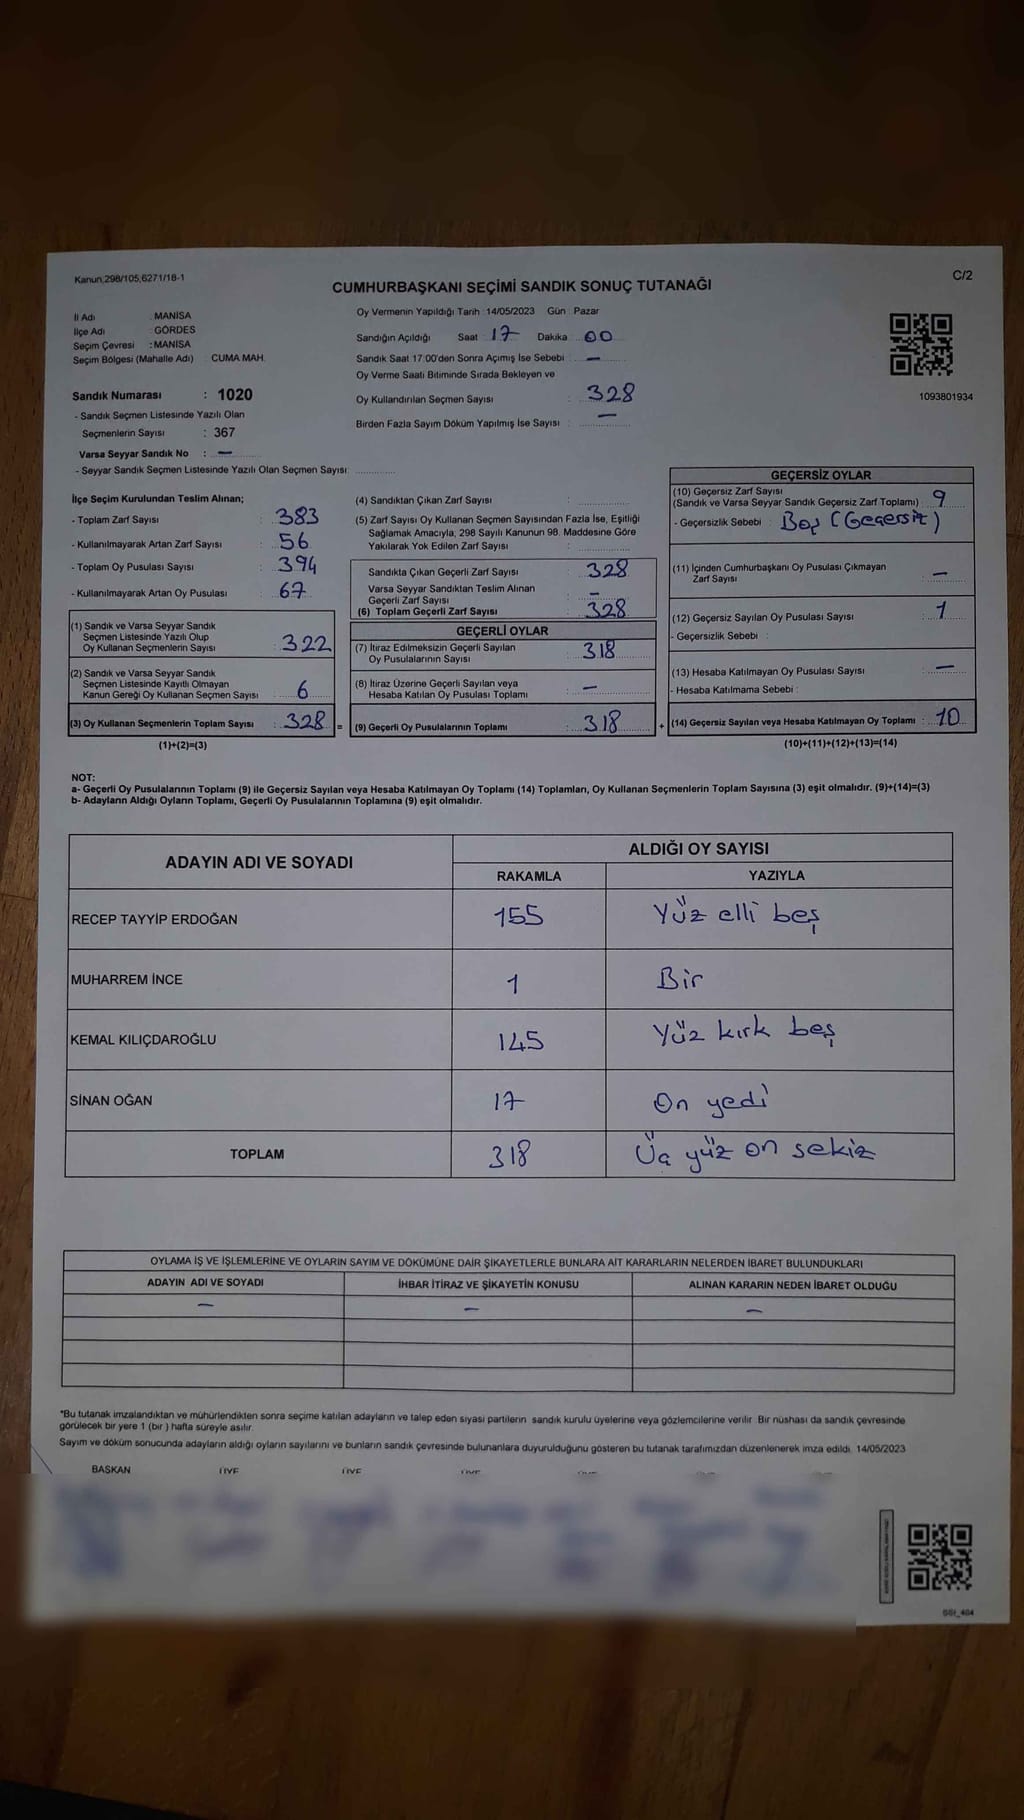 Kanun,298/105,6271/18-1
C/2
CUMHURBAŞKANI SEÇİMİ SANDIK SONUÇ TUTANAĞI
İl Adı : MANİSA
İlçe Adı : GÖRDES
Seçim Çevresi : MANİSA
Seçim Bölgesi (Mahalle Adı) : CUMA MAH.
Sandık Numarası : 1020
- Sandık Seçmen Listesinde Yazılı Olan
Seçmenlerin Sayısı : 367
Varsa Seyyar Sandık No : —
- Seyyar Sandık Seçmen Listesinde Yazılı Olan Seçmen Sayısı:
Oy Vermenin Yapıldığı Tarih : 14/05/2023 Gün : Pazar
Sandığın Açıldığı Saat 17 Dakika 00
Sandık Saat 17:00'den Sonra Açımış İse Sebebi : —
Oy Verme Saati Bitiminde Sırada Bekleyen ve
Oy Kullandırılan Seçmen Sayısı : 328
Birden Fazla Sayım Döküm Yapılmış İse Sayısı : —
1093801934
İlçe Seçim Kurulundan Teslim Alınan;
- Toplam Zarf Sayısı : 383
- Kullanılmayarak Artan Zarf Sayısı : 56
- Toplam Oy Pusulası Sayısı : 394
- Kullanılmayarak Artan Oy Pusulası : 67
(1) Sandık ve Varsa Seyyar Sandık
Seçmen Listesinde Yazılı Olup
Oy Kullanan Seçmenlerin Sayısı : 322
(2) Sandık ve Varsa Seyyar Sandık
Seçmen Listesinde Kayıtlı Olmayan
Kanun Gereği Oy Kullanan Seçmen Sayısı : 6
(3) Oy Kullanan Seçmenlerin Toplam Sayısı : 328 =
(1)+(2)=(3)
(4) Sandıktan Çıkan Zarf Sayısı :
(5) Zarf Sayısı Oy Kullanan Seçmen Sayısından Fazla İse, Eşitliği
Sağlamak Amacıyla, 298 Sayılı Kanunun 98. Maddesine Göre
Yakılarak Yok Edilen Zarf Sayısı :
Sandıkta Çıkan Geçerli Zarf Sayısı : 328
Varsa Seyyar Sandıktan Teslim Alınan
Geçerli Zarf Sayısı : —
(6) Toplam Geçerli Zarf Sayısı : 328
GEÇERLİ OYLAR
(7) İtiraz Edilmeksizin Geçerli Sayılan
Oy Pusulalarının Sayısı : 318
(8) İtiraz Üzerine Geçerli Sayılan veya
Hesaba Katılan Oy Pusulası Toplamı : —
(9) Geçerli Oy Pusulalarının Toplamı : 318 +
GEÇERSİZ OYLAR
(10) Geçersiz Zarf Sayısı
(Sandık ve Varsa Seyyar Sandık Geçersiz Zarf Toplamı) : 9
- Geçersizlik Sebebi : Boş (Geçersiz)
(11) İçinden Cumhurbaşkanı Oy Pusulası Çıkmayan
Zarf Sayısı : —
(12) Geçersiz Sayılan Oy Pusulası Sayısı : 1
- Geçersizlik Sebebi :
(13) Hesaba Katılmayan Oy Pusulası Sayısı : —
- Hesaba Katılmama Sebebi :
(14) Geçersiz Sayılan veya Hesaba Katılmayan Oy Toplamı : 10
(10)+(11)+(12)+(13)=(14)
NOT:
a- Geçerli Oy Pusulalarının Toplamı (9) ile Geçersiz Sayılan veya Hesaba Katılmayan Oy Toplamı (14) Toplamları, Oy Kullanan Seçmenlerin Toplam Sayısına (3) eşit olmalıdır. (9)+(14)=(3)
b- Adayların Aldığı Oyların Toplamı, Geçerli Oy Pusulalarının Toplamına (9) eşit olmalıdır.
ADAYIN ADI VE SOYADI
ALDIĞI OY SAYISI
RAKAMLA YAZIYLA
RECEP TAYYİP ERDOĞAN 155 Yüz elli beş
MUHARREM İNCE 1 Bir
KEMAL KILIÇDAROĞLU 145 Yüz kırk beş
SİNAN OĞAN 17 On yedi
TOPLAM 318 Üç yüz on sekiz
OYLAMA İŞ VE İŞLEMLERİNE VE OYLARIN SAYIM VE DÖKÜMÜNE DAİR ŞİKAYETLERLE BUNLARA AİT KARARLARIN NELERDEN İBARET BULUNDUKLARI
ADAYIN ADI VE SOYADI İHBAR İTİRAZ VE ŞİKAYETİN KONUSU ALINAN KARARIN NEDEN İBARET OLDUĞU
— — —
*Bu tutanak imzalandıktan ve mühürlendikten sonra seçime katılan adayların ve talep eden siyasi partilerin sandık kurulu üyelerine veya gözlemcilerine verilir. Bir nüshası da sandık çevresinde
görülecek bir yere 1 (bir ) hafta süreyle asılır.
Sayım ve döküm sonucunda adayların aldığı oyların sayılarını ve bunların sandık çevresinde bulunanlara duyurulduğunu gösteren bu tutanak tarafımızdan düzenlenerek imza edildi. 14/05/2023
BAŞKAN ÜYE ÜYE ÜYE ÜYE ÜYE ÜYE